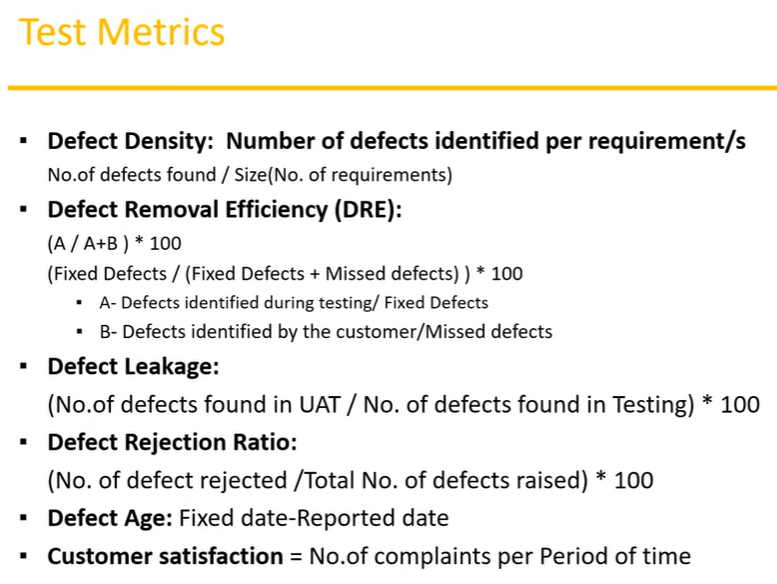 Test Metrics
▪ Defect Density:  Number of defects identified per requirement/s
No.of defects found / Size(No. of requirements)
▪ Defect Removal Efficiency (DRE):
(A / A+B ) * 100
(Fixed Defects / (Fixed Defects + Missed defects) ) * 100
▪ A- Defects identified during testing/ Fixed Defects
▪ B- Defects identified by the customer/Missed defects
▪ Defect Leakage:
(No.of defects found in UAT / No. of defects found in Testing) * 100
▪ Defect Rejection Ratio:
(No. of defect rejected /Total No. of defects raised) * 100
▪ Defect Age: Fixed date-Reported date
▪ Customer satisfaction = No.of complaints per Period of time